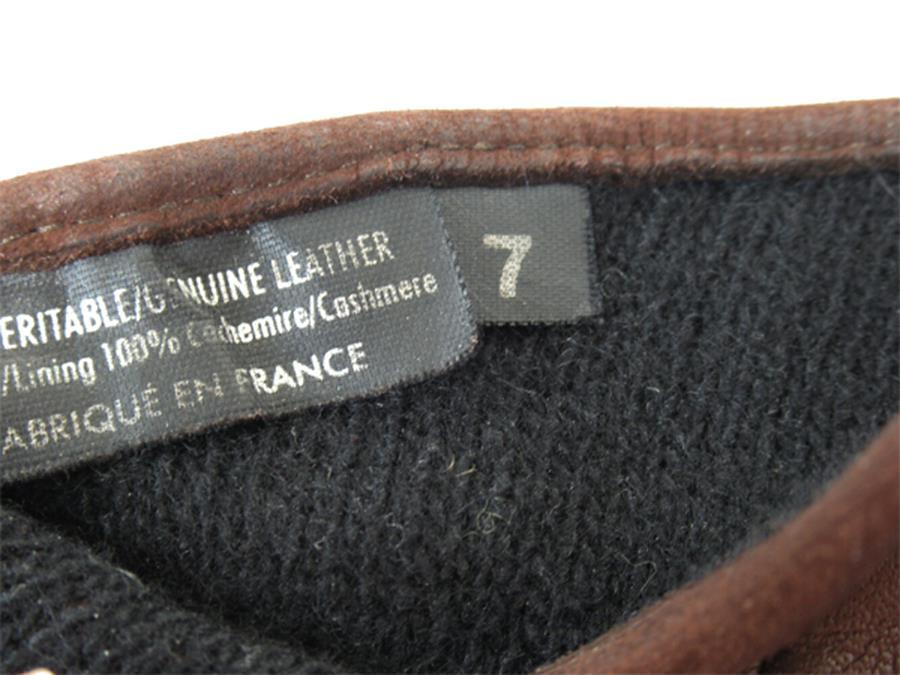 ERITABLE/GENUINE LEATHER
/Lining 100% Cachemire/Cashmere
ABRIQUÉ EN FRANCE
7